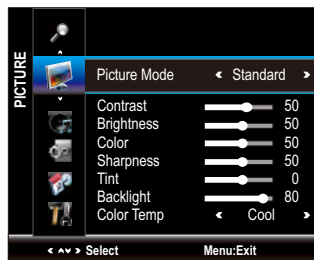 PICTURE
Picture Mode « Standard »
Contrast 50
Brightness 50
Color 50
Sharpness 50
Tint 0
Backlight 80
Color Temp « Cool »
Select Menu:Exit